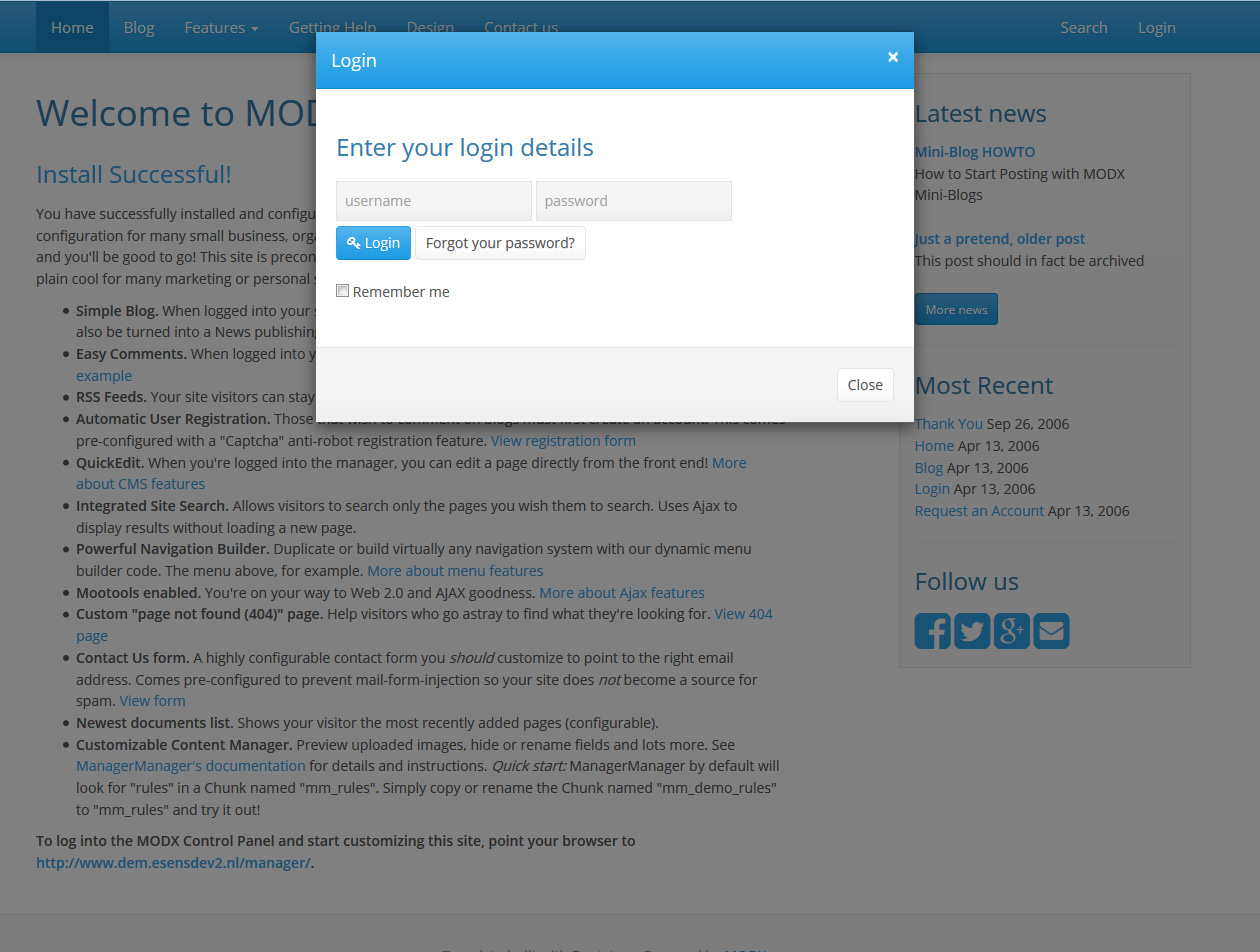 Home Blog Features Getting Help Design Contact us Search Login
Login ×
Enter your login details
username password
Login Forgot your password?
Remember me
Close
Welcome to MOD
Install Successful!
You have successfully installed and configu
configuration for many small business, orga
and you'll be good to go! This site is precon
plain cool for many marketing or personal s
Simple Blog. When logged into your s
also be turned into a News publishing
Easy Comments. When logged into y
example
RSS Feeds. Your site visitors can stay
Automatic User Registration. Those that wish to comment on blogs must first create an account. This comes
pre-configured with a "Captcha" anti-robot registration feature. View registration form
QuickEdit. When you're logged into the manager, you can edit a page directly from the front end! More
about CMS features
Integrated Site Search. Allows visitors to search only the pages you wish them to search. Uses Ajax to
display results without loading a new page.
Powerful Navigation Builder. Duplicate or build virtually any navigation system with our dynamic menu
builder code. The menu above, for example. More about menu features
Mootools enabled. You're on your way to Web 2.0 and AJAX goodness. More about Ajax features
Custom "page not found (404)" page. Help visitors who go astray to find what they're looking for. View 404
page
Contact Us form. A highly configurable contact form you should customize to point to the right email
address. Comes pre-configured to prevent mail-form-injection so your site does not become a source for
spam. View form
Newest documents list. Shows your visitor the most recently added pages (configurable).
Customizable Content Manager. Preview uploaded images, hide or rename fields and lots more. See
ManagerManager's documentation for details and instructions. Quick start: ManagerManager by default will
look for "rules" in a Chunk named "mm_rules". Simply copy or rename the Chunk named "mm_demo_rules"
to "mm_rules" and try it out!
To log into the MODX Control Panel and start customizing this site, point your browser to
http://www.dem.esensdev2.nl/manager/.
Latest news
Mini-Blog HOWTO
How to Start Posting with MODX
Mini-Blogs
Just a pretend, older post
This post should in fact be archived
More news
Most Recent
Thank You Sep 26, 2006
Home Apr 13, 2006
Blog Apr 13, 2006
Login Apr 13, 2006
Request an Account Apr 13, 2006
Follow us